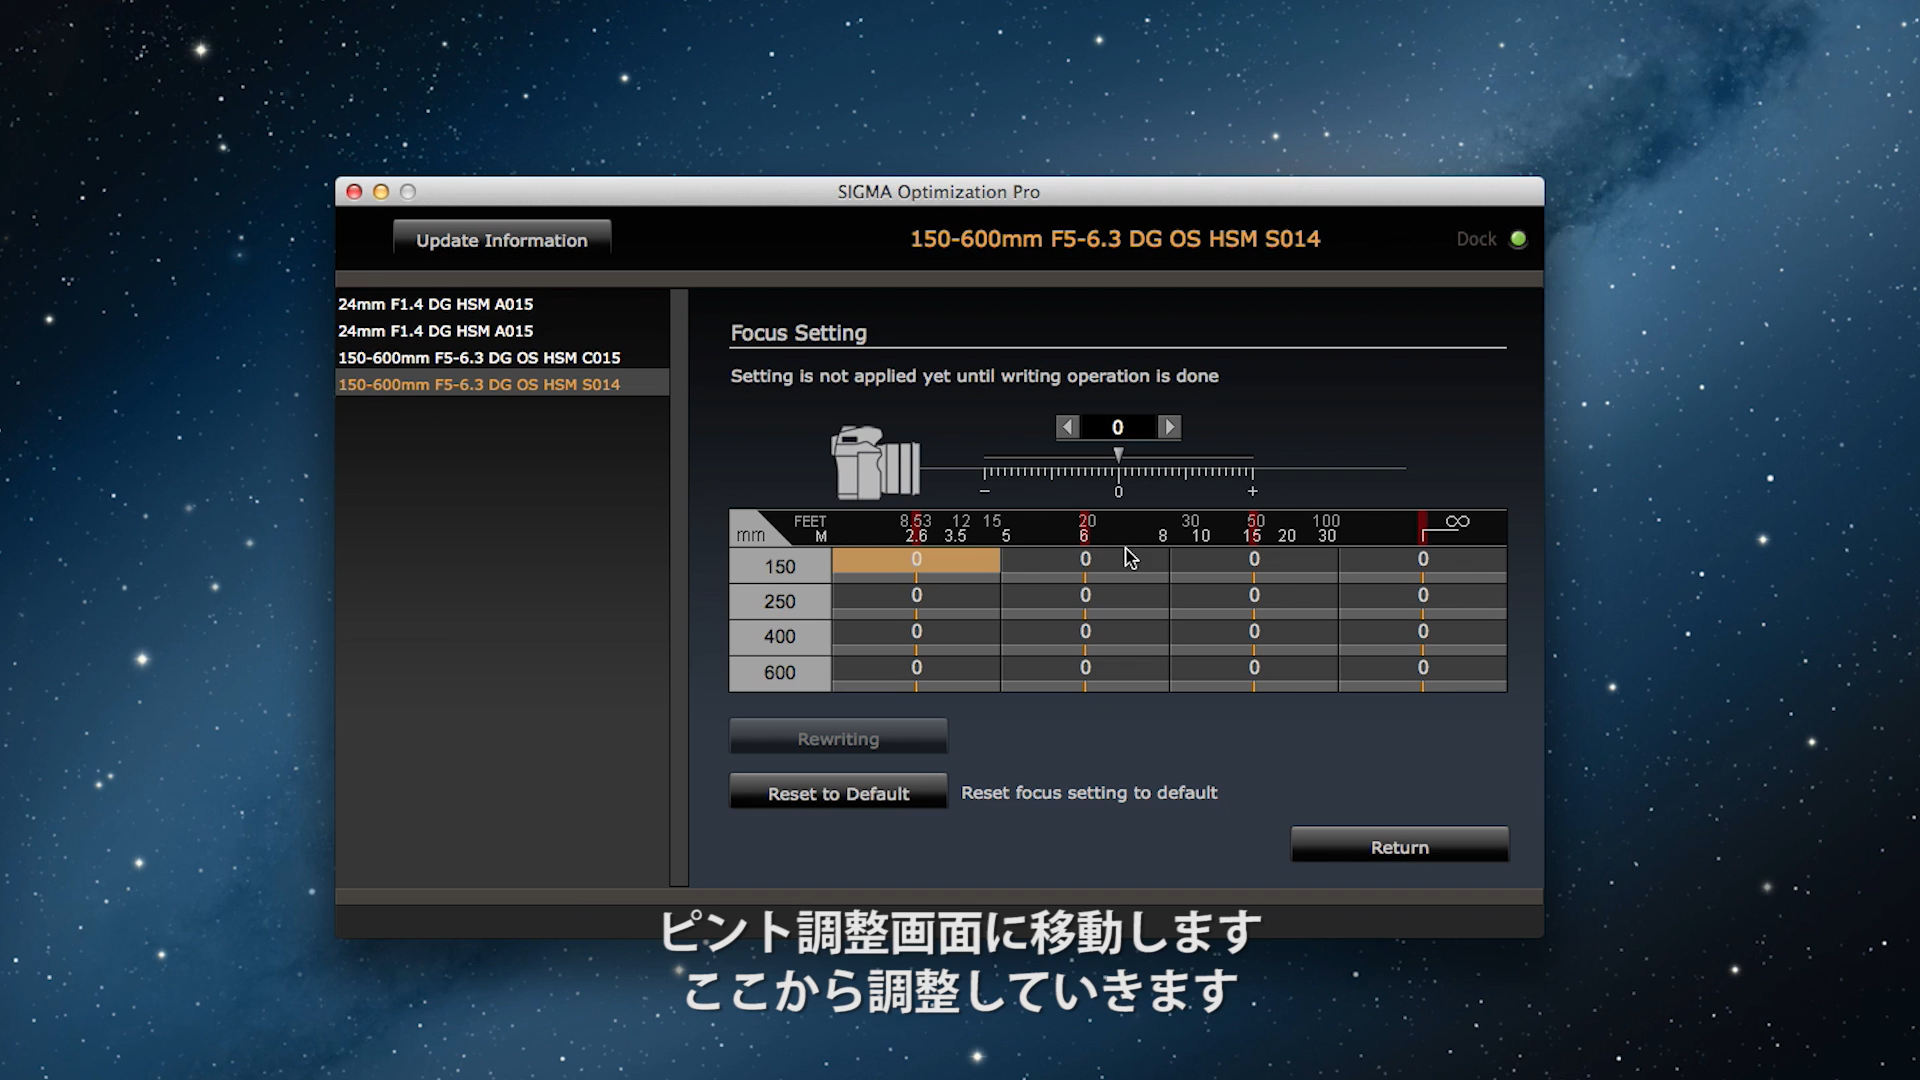 SIGMA Optimization Pro
Update Information
150-600mm F5-6.3 DG OS HSM S014
Dock
24mm F1.4 DG HSM A015
24mm F1.4 DG HSM A015
150-600mm F5-6.3 DG OS HSM C015
150-600mm F5-6.3 DG OS HSM S014
Focus Setting
Setting is not applied yet until writing operation is done
0
− 0 +
FEET 8.53 12 15 20 30 50 100 ∞
mm M 2.6 3.5 5 6 8 10 15 20 30
150 0 0 0 0
250 0 0 0 0
400 0 0 0 0
600 0 0 0 0
Rewriting
Reset to Default Reset focus setting to default
Return
ピント調整画面に移動します
ここから調整していきます